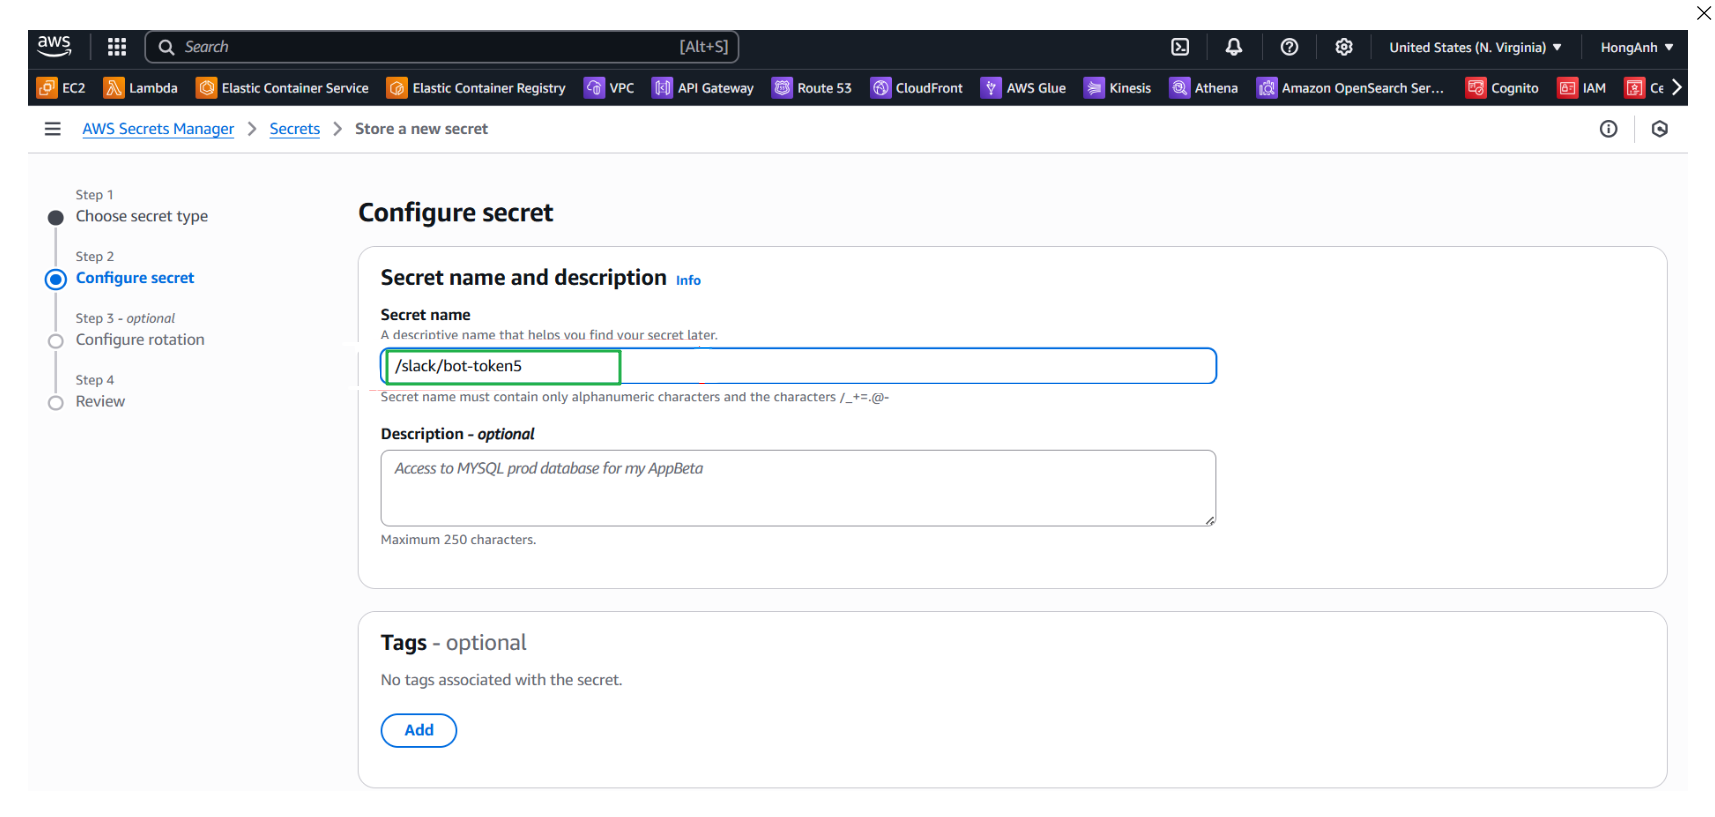 aws
Search
[Alt+S]
United States (N. Virginia) ▼
HongAnh ▼
EC2
Lambda
Elastic Container Service
Elastic Container Registry
VPC
API Gateway
Route 53
CloudFront
AWS Glue
Kinesis
Athena
Amazon OpenSearch Ser...
Cognito
IAM
Ce
AWS Secrets Manager > Secrets > Store a new secret
Step 1
Choose secret type
Step 2
Configure secret
Step 3 - optional
Configure rotation
Step 4
Review
Configure secret
Secret name and description Info
Secret name
A descriptive name that helps you find your secret later.
/slack/bot-token5
Secret name must contain only alphanumeric characters and the characters /_+=.@-
Description - optional
Access to MYSQL prod database for my AppBeta
Maximum 250 characters.
Tags - optional
No tags associated with the secret.
Add